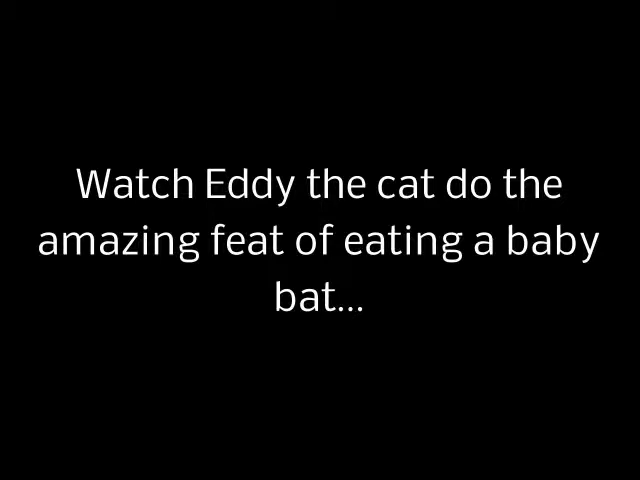 Watch Eddy the cat do the
amazing feat of eating a baby
bat...